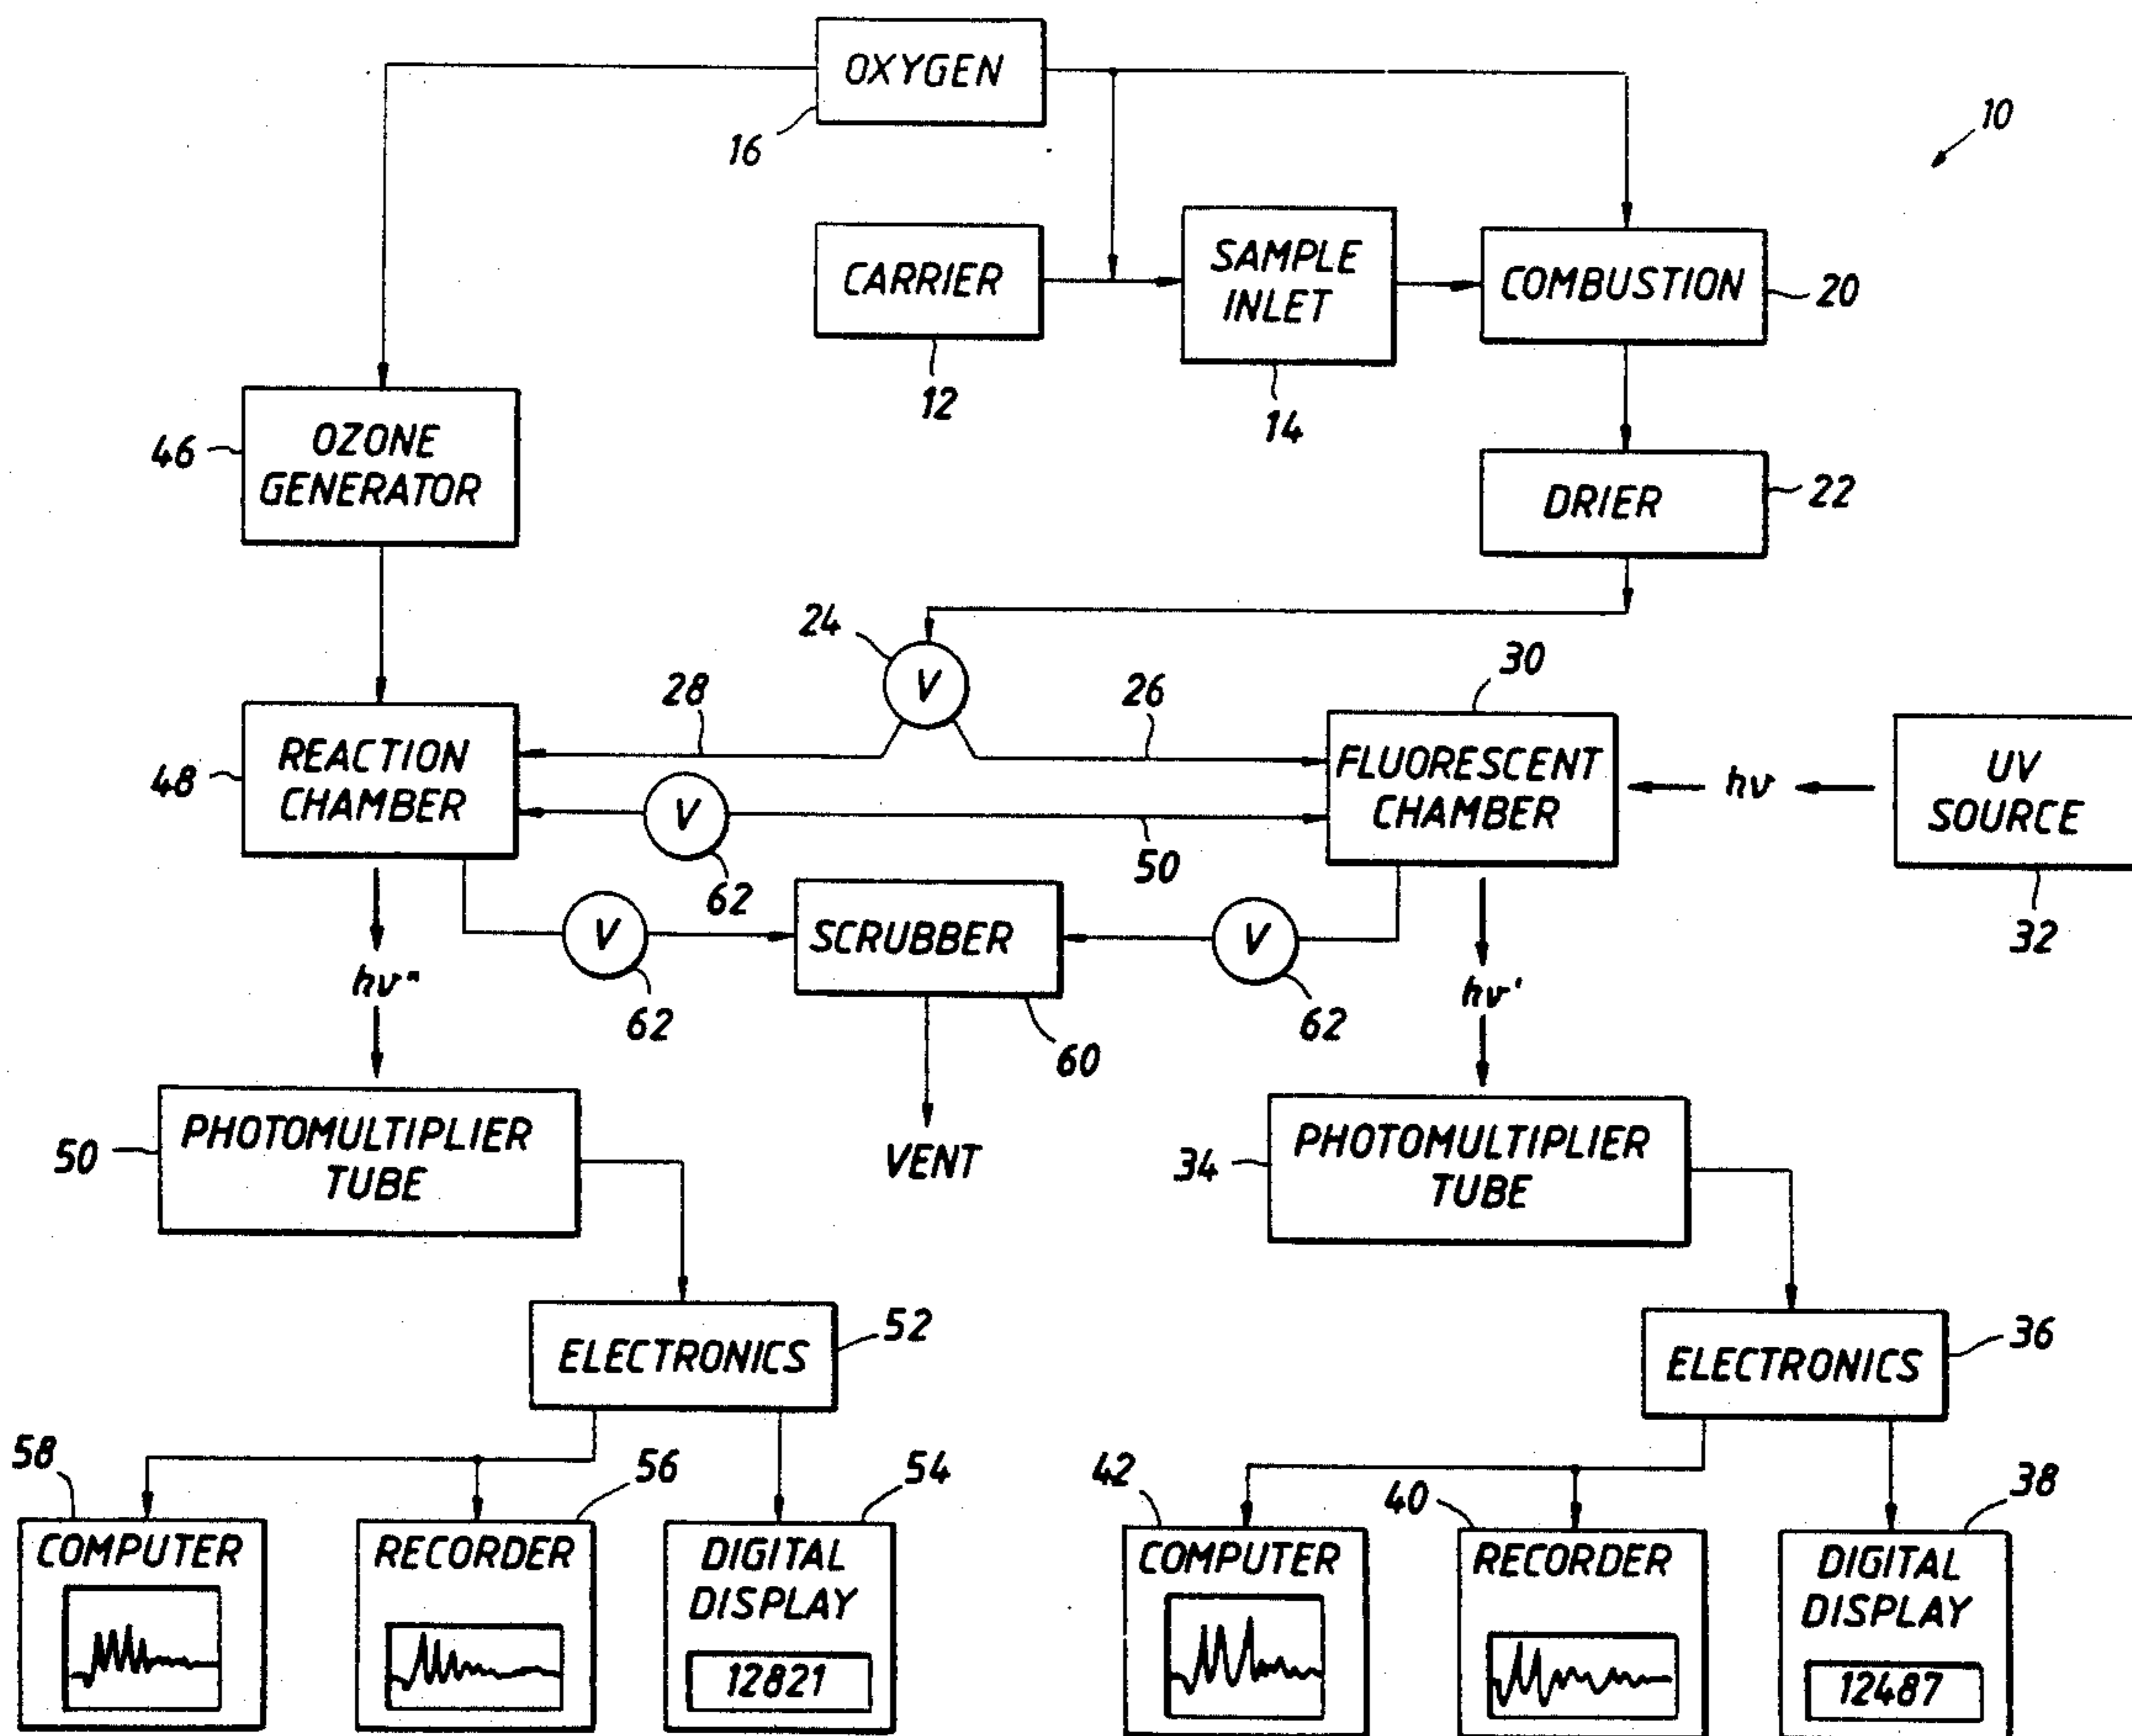 OXYGEN
16
10
CARRIER
12
SAMPLE
INLET
14
COMBUSTION
20
46
OZONE
GENERATOR
DRIER
22
24
V
28
26
30
48
REACTION
CHAMBER
FLUORESCENT
CHAMBER
hν
UV
SOURCE
32
V
62
50
V
62
SCRUBBER
60
V
62
hν"
hν'
VENT
50
PHOTOMULTIPLIER
TUBE
34
PHOTOMULTIPLIER
TUBE
ELECTRONICS
52
ELECTRONICS
36
58
COMPUTER
56
RECORDER
54
DIGITAL
DISPLAY
12821
42
COMPUTER
40
RECORDER
38
DIGITAL
DISPLAY
12487